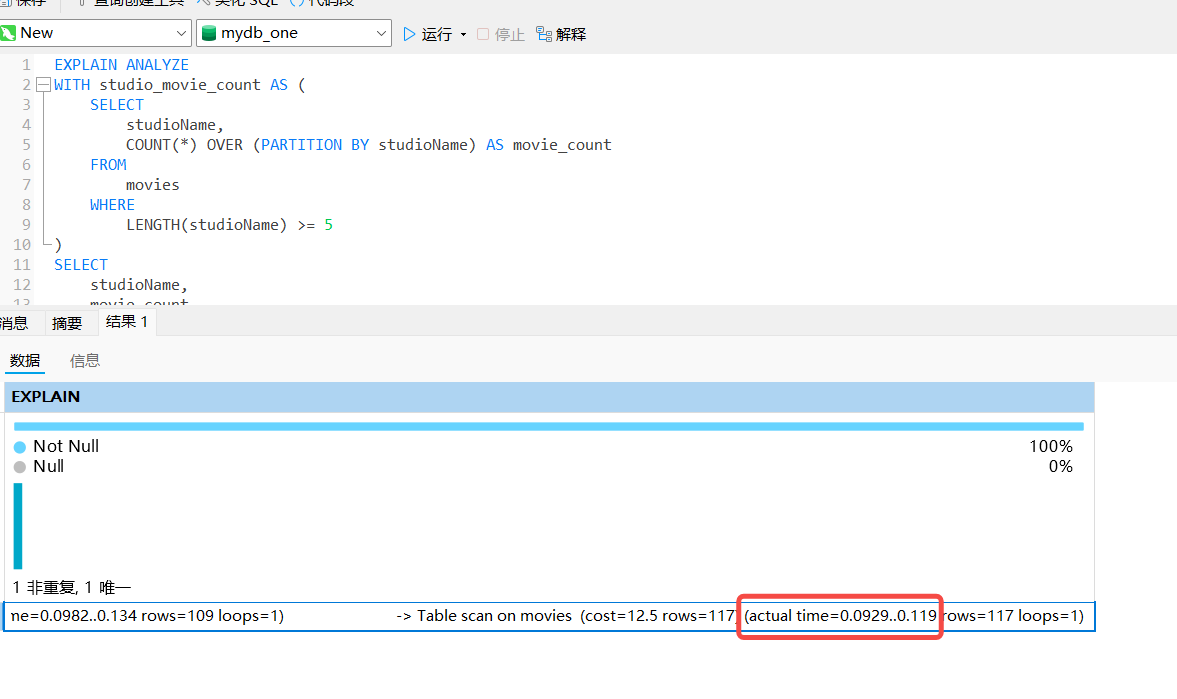 保存 查询创建工具 美化 SQL 代码段
New mydb_one 运行 停止 解释
1 EXPLAIN ANALYZE
2 WITH studio_movie_count AS (
3 SELECT
4 studioName,
5 COUNT(*) OVER (PARTITION BY studioName) AS movie_count
6 FROM
7 movies
8 WHERE
9 LENGTH(studioName) >= 5
10 )
11 SELECT
12 studioName,
13 movie_count
消息 摘要 结果 1
数据 信息
EXPLAIN
Not Null 100%
Null 0%
1 非重复, 1 唯一
me=0.0982..0.134 rows=109 loops=1) -> Table scan on movies (cost=12.5 rows=117) (actual time=0.0929..0.119 rows=117 loops=1)